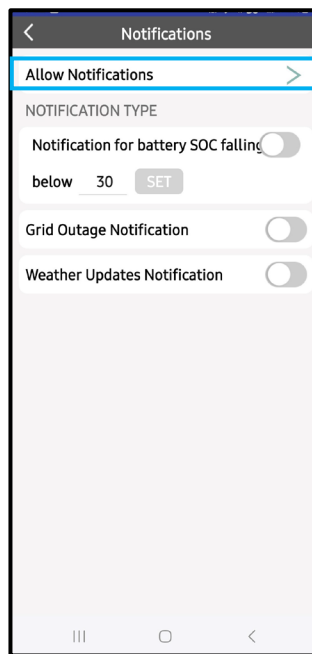 Notifications
Allow Notifications
NOTIFICATION TYPE
Notification for battery SOC falling
below 30 SET
Grid Outage Notification
Weather Updates Notification